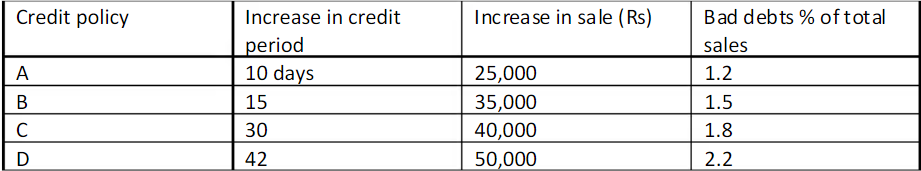 Credit policy Increase in credit period Increase in sale (Rs) Bad debts % of total sales
A 10 days 25,000 1.2
B 15 35,000 1.5
C 30 40,000 1.8
D 42 50,000 2.2